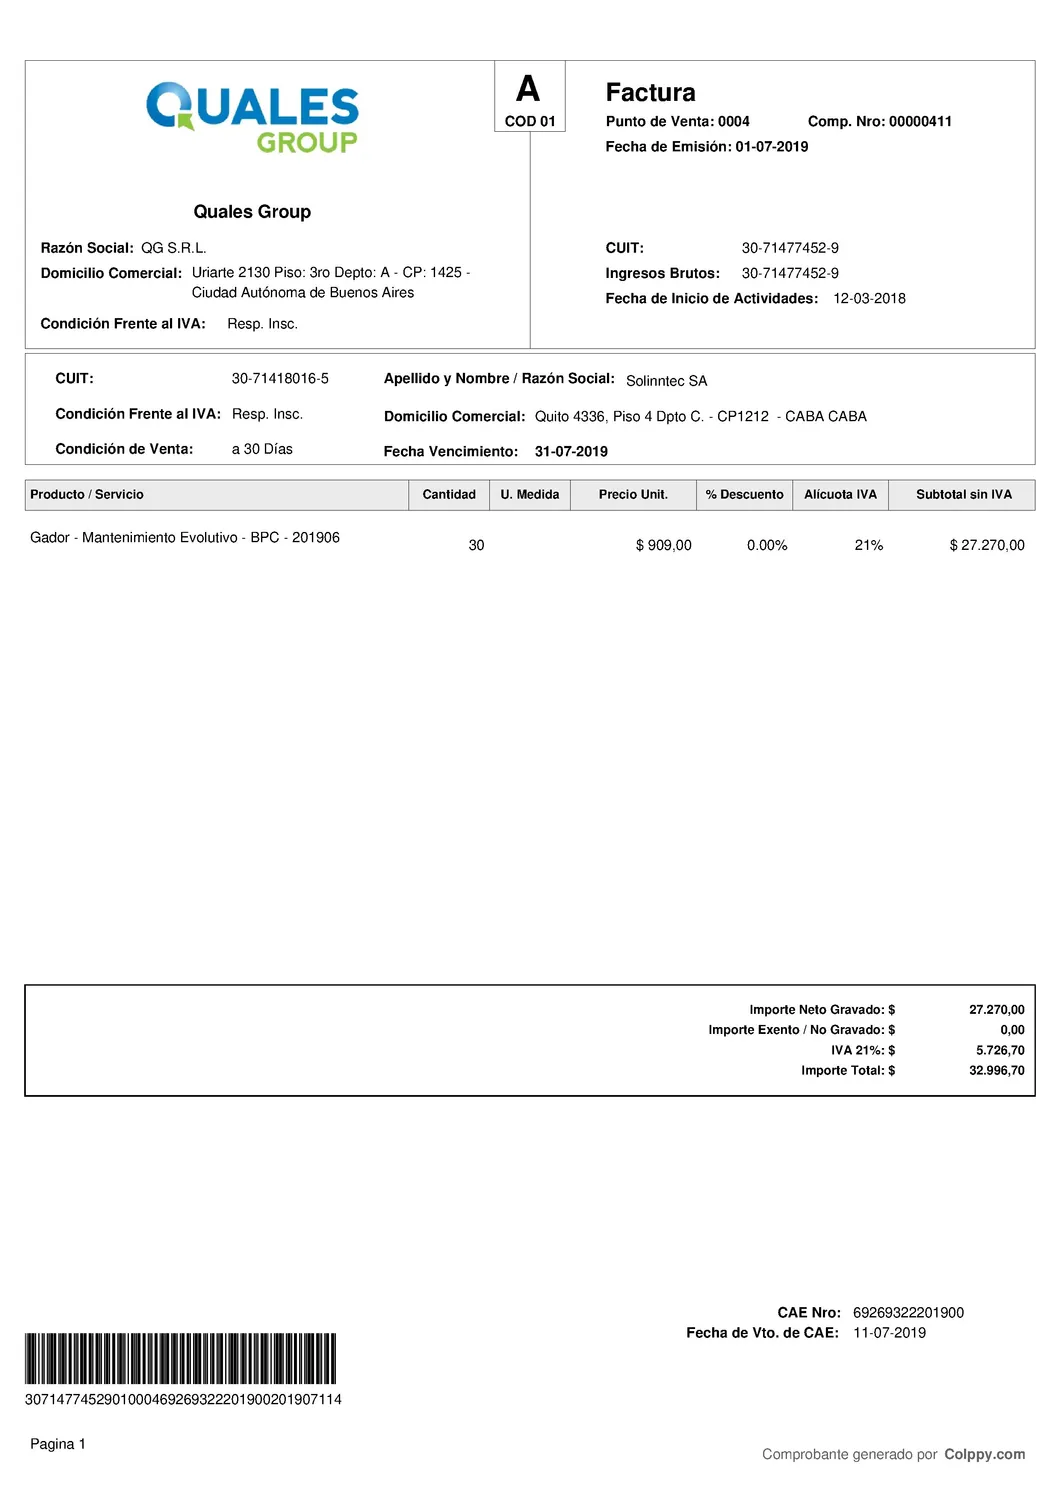 QUALES
GROUP
A
COD 01
Factura
Punto de Venta: 0004 Comp. Nro: 00000411
Fecha de Emisión: 01-07-2019
Quales Group
Razón Social: QG S.R.L.
Domicilio Comercial: Uriarte 2130 Piso: 3ro Depto: A - CP: 1425 -
Ciudad Autónoma de Buenos Aires
Condición Frente al IVA: Resp. Insc.
CUIT: 30-71477452-9
Ingresos Brutos: 30-71477452-9
Fecha de Inicio de Actividades: 12-03-2018
CUIT: 30-71418016-5 Apellido y Nombre / Razón Social: Solinntec SA
Condición Frente al IVA: Resp. Insc. Domicilio Comercial: Quito 4336, Piso 4 Dpto C. - CP1212 - CABA CABA
Condición de Venta: a 30 Días Fecha Vencimiento: 31-07-2019
Producto / Servicio Cantidad U. Medida Precio Unit. % Descuento Alícuota IVA Subtotal sin IVA
Gador - Mantenimiento Evolutivo - BPC - 201906 30 $ 909,00 0.00% 21% $ 27.270,00
Importe Neto Gravado: $ 27.270,00
Importe Exento / No Gravado: $ 0,00
IVA 21%: $ 5.726,70
Importe Total: $ 32.996,70
CAE Nro: 69269322201900
Fecha de Vto. de CAE: 11-07-2019
3071477452901000469269322201900201907114
Pagina 1
Comprobante generado por Colppy.com